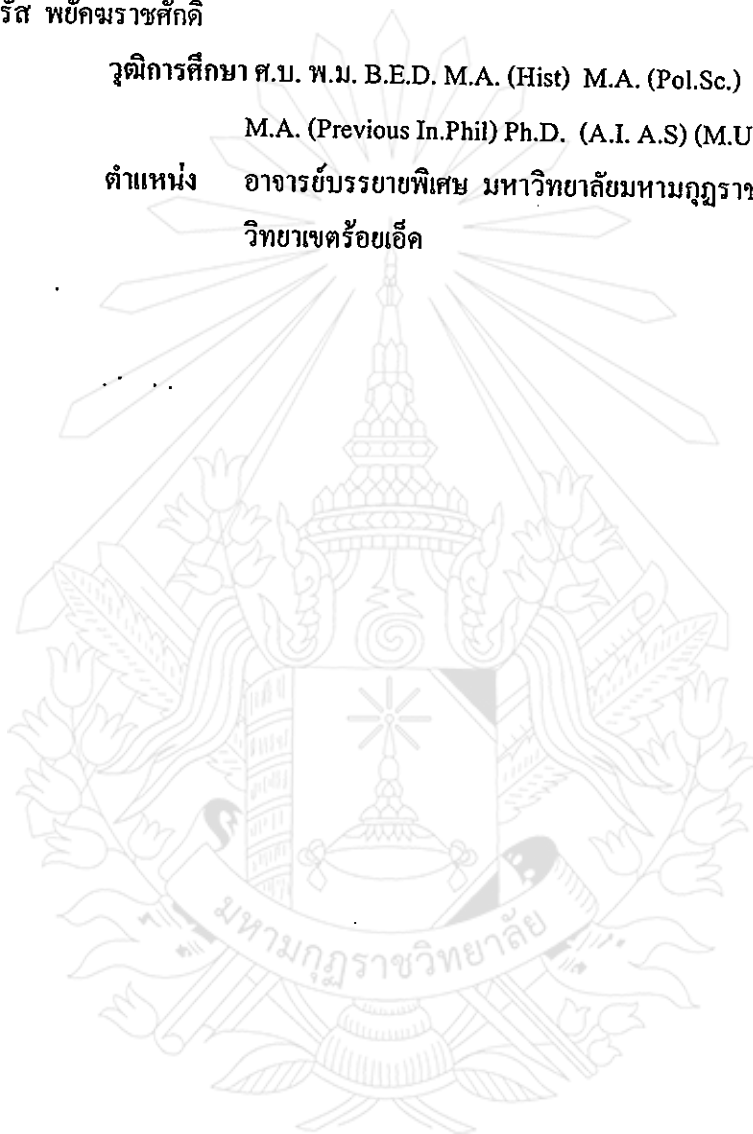 รัส พยัคฆราชศักดิ์
วุฒิการศึกษา ศ.บ. พ.ม. B.E.D. M.A. (Hist) M.A. (Pol.Sc.)
M.A. (Previous In.Phil) Ph.D. (A.I. A.S) (M.U
ตำแหน่ง อาจารย์บรรยายพิเศษ มหาวิทยาลัยมหามกุฏราช
วิทยาเขตร้อยเอ็ด
มหามกุฏราชวิทยาลัย